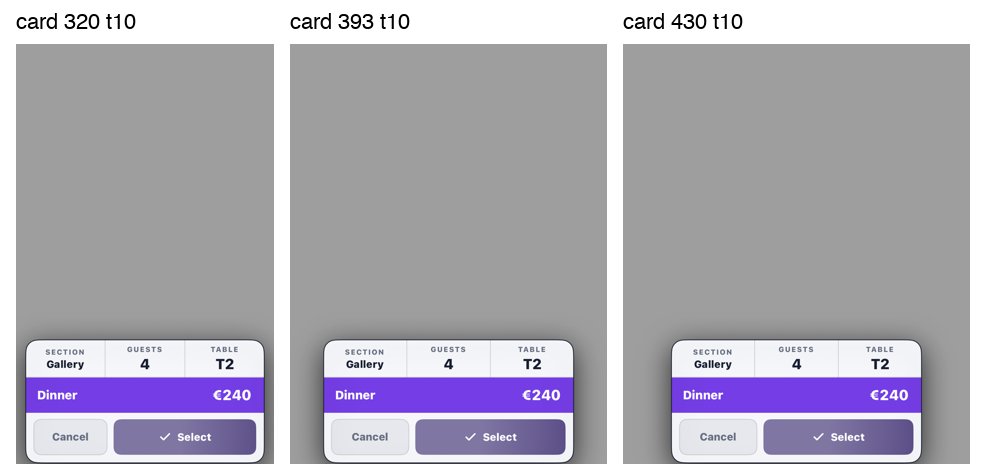 card 320 t10
SECTION GUESTS TABLE
Gallery 4 T2
Dinner €240
Cancel Select
card 393 t10
SECTION GUESTS TABLE
Gallery 4 T2
Dinner €240
Cancel Select
card 430 t10
SECTION GUESTS TABLE
Gallery 4 T2
Dinner €240
Cancel Select